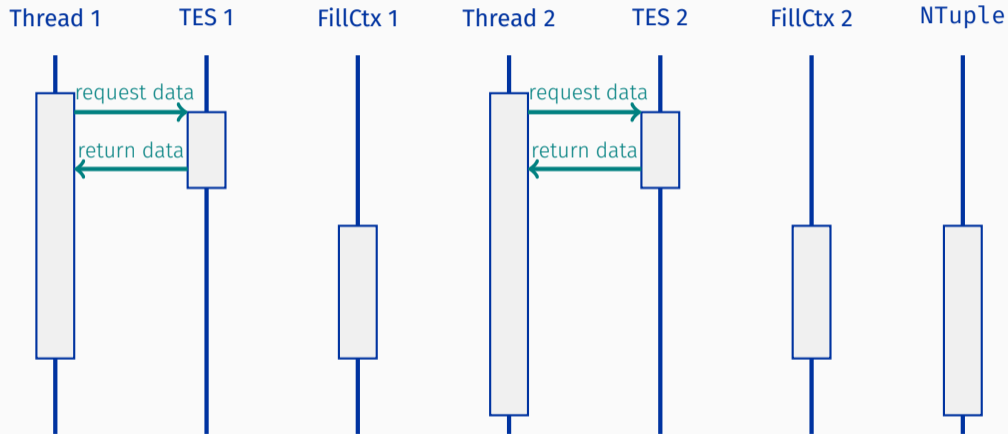 Thread 1 TES 1 FillCtx 1 Thread 2 TES 2 FillCtx 2 NTuple
request data request data
return data return data